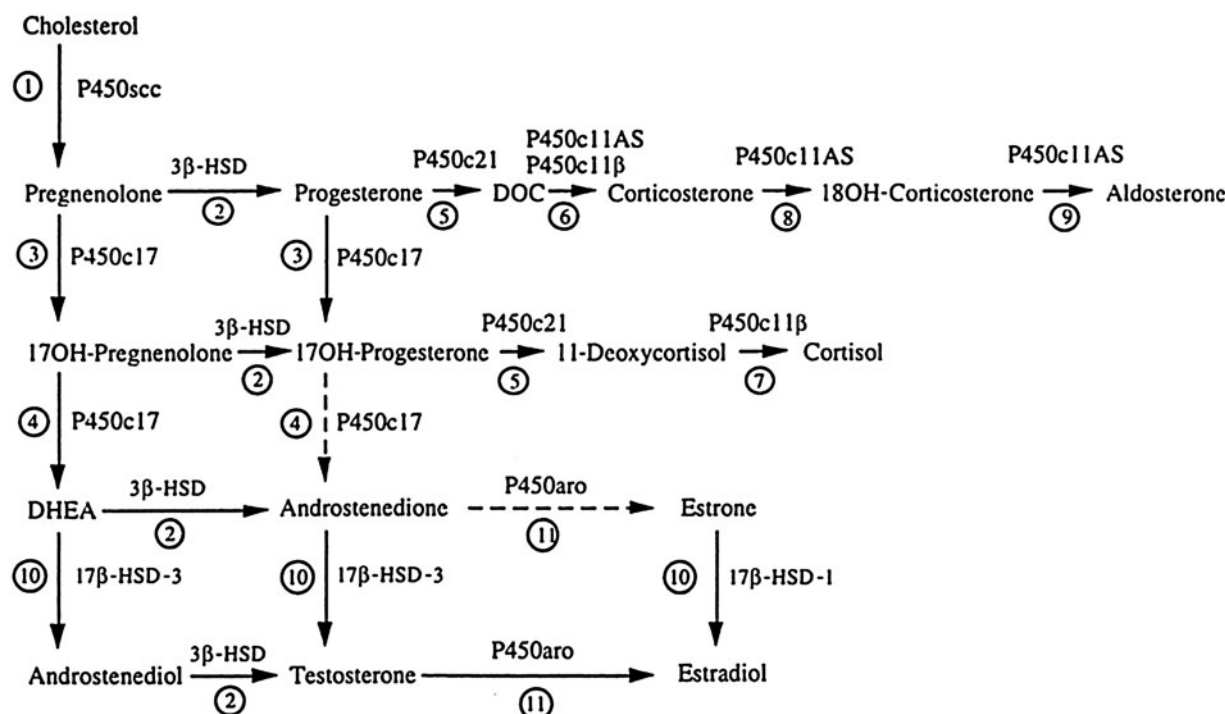 Cholesterol
① P450scc
P450c11AS
3β-HSD P450c21 P450c11β P450c11AS P450c11AS
Pregnenolone Progesterone DOC Corticosterone 18OH-Corticosterone Aldosterone
② ⑤ ⑥ ⑧ ⑨
③ P450c17 ③ P450c17
3β-HSD P450c21 P450c11β
17OH-Pregnenolone 17OH-Progesterone 11-Deoxycortisol Cortisol
② ⑤ ⑦
④ P450c17 ④ P450c17
3β-HSD P450aro
DHEA Androstenedione Estrone
② ⑪
⑩ 17β-HSD-3 ⑩ 17β-HSD-3 ⑩ 17β-HSD-1
3β-HSD P450aro
Androstenediol Testosterone Estradiol
② ⑪